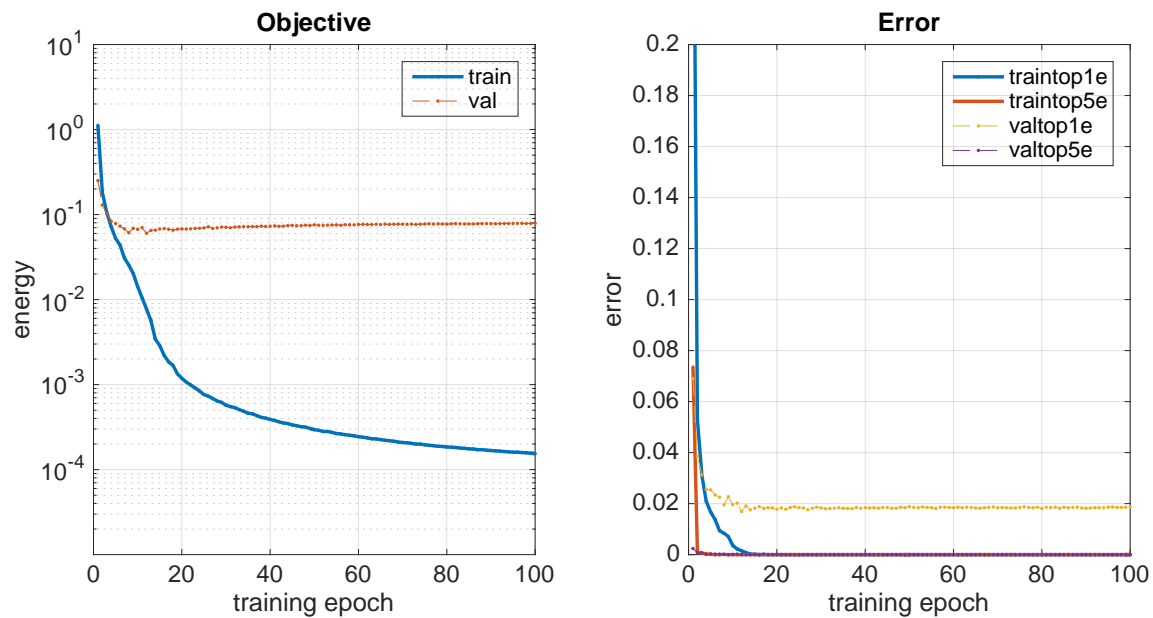 Objective
energy
10^1
10^0
10^-1
10^-2
10^-3
10^-4
0 20 40 60 80 100
training epoch
train
val
Error
error
0.2
0.18
0.16
0.14
0.12
0.1
0.08
0.06
0.04
0.02
0
0 20 40 60 80 100
training epoch
traintop1e
traintop5e
valtop1e
valtop5e